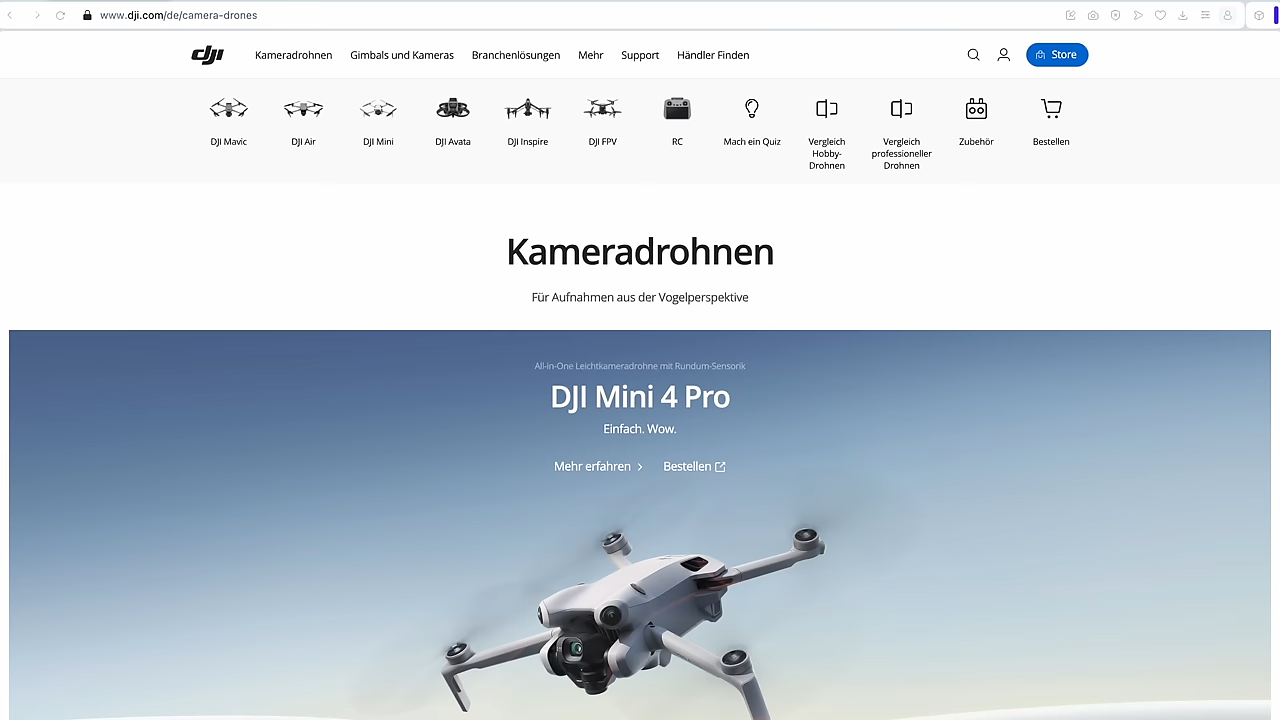 www.dji.com/de/camera-drones
dji
Kameradrohnen
Gimbals und Kameras
Branchenlösungen
Mehr
Support
Händler Finden
Store
DJI Mavic
DJI Air
DJI Mini
DJI Avata
DJI Inspire
DJI FPV
RC
Mach ein Quiz
Vergleich
Hobby-
Drohnen
Vergleich
professioneller
Drohnen
Zubehör
Bestellen
Kameradrohnen
Für Aufnahmen aus der Vogelperspektive
All-in-One Leichtkameradrohne mit Rundum-Sensorik
DJI Mini 4 Pro
Einfach. Wow.
Mehr erfahren
Bestellen